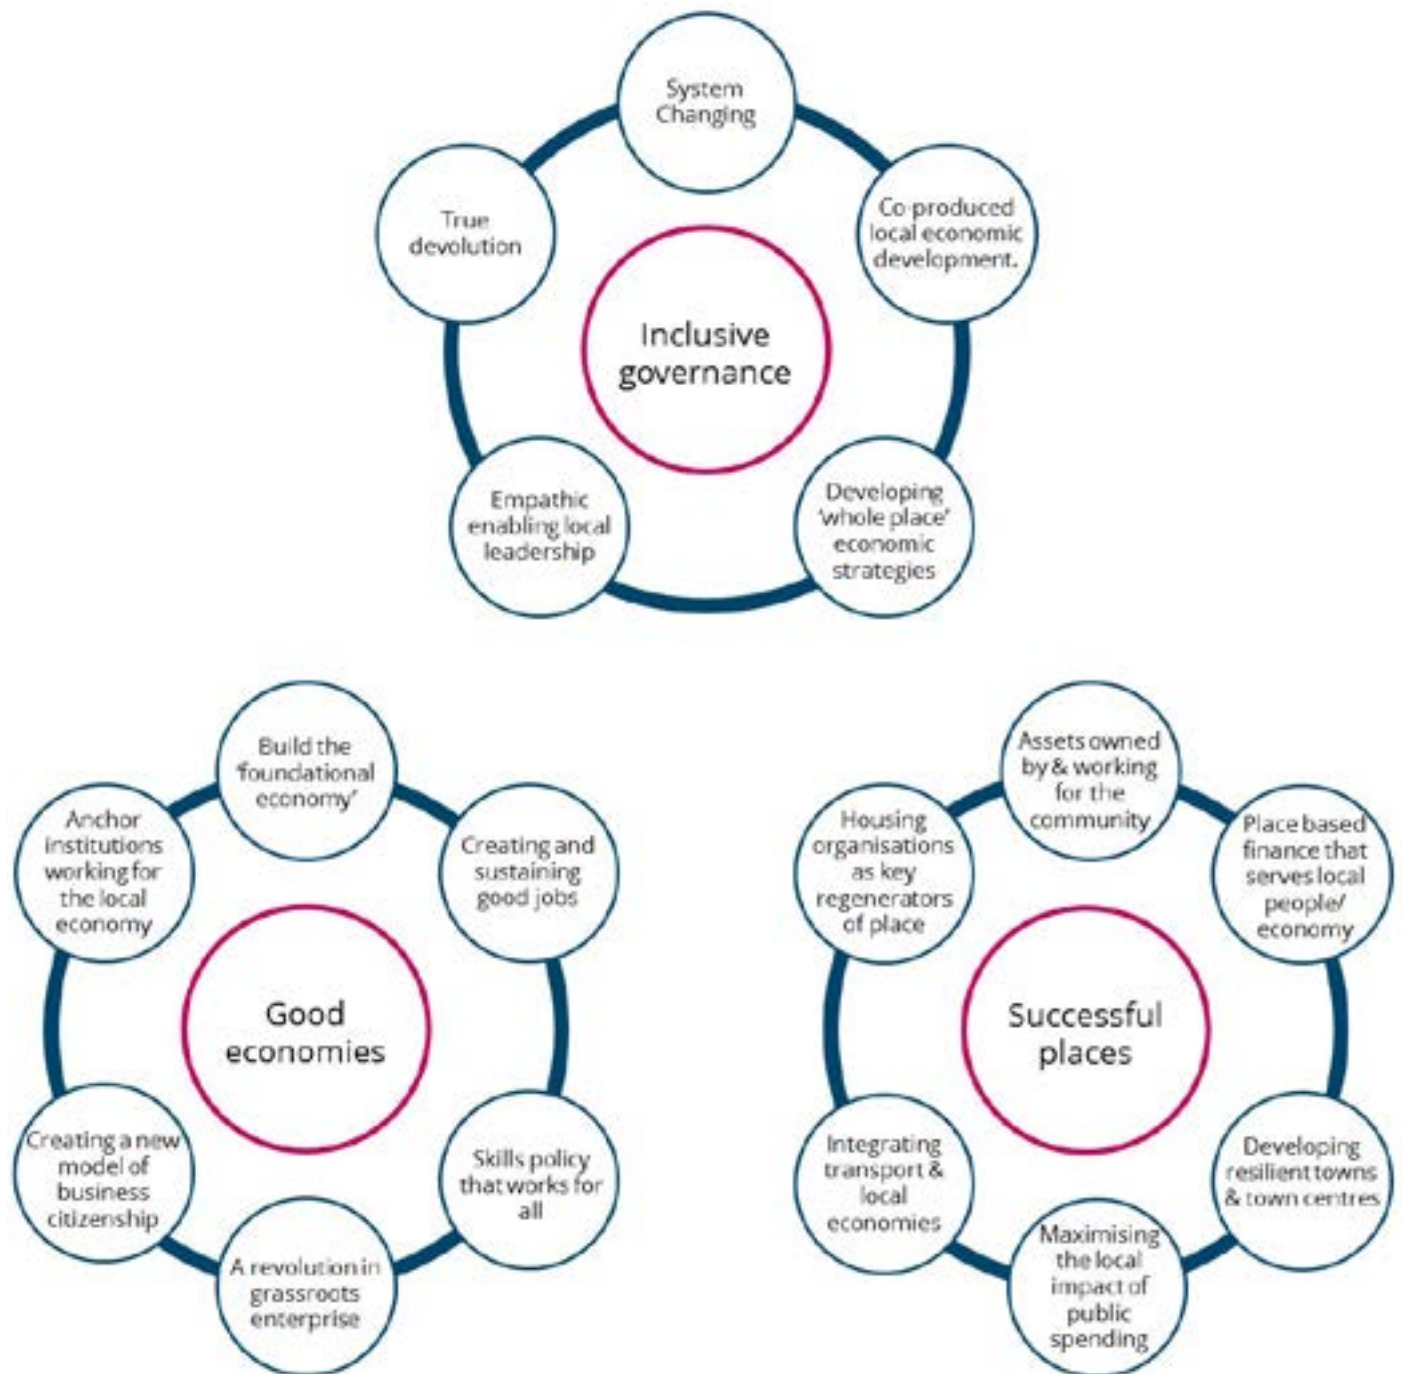 System
Changing
Co-produced
local economic
development.
Developing
‘whole place’
economic
strategies
Empathic
enabling local
leadership
True
devolution
Inclusive
governance
Build the
‘foundational
economy’
Creating and
sustaining
good jobs
Skills policy
that works for
all
A revolution in
grassroots
enterprise
Creating a new
model of
business
citizenship
Anchor
institutions
working for
the local
economy
Good
economies
Assets owned
by & working
for the
community
Place based
finance that
serves local
people/
economy
Developing
resilient towns
& town centres
Maximising
the local
impact of
public
spending
Integrating
transport &
local
economies
Housing
organisations
as key
regenerators
of place
Successful
places